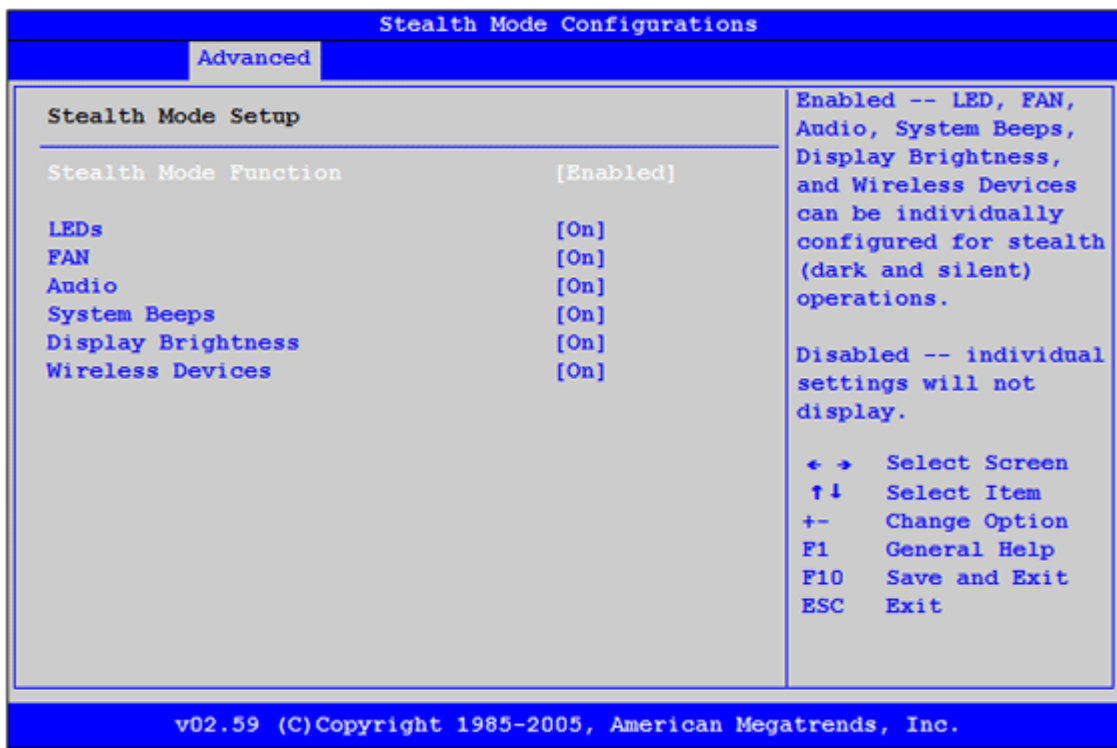 Stealth Mode Configurations
Advanced
Stealth Mode Setup
Stealth Mode Function [Enabled]
LEDs [On]
FAN [On]
Audio [On]
System Beeps [On]
Display Brightness [On]
Wireless Devices [On]
Enabled -- LED, FAN,
Audio, System Beeps,
Display Brightness,
and Wireless Devices
can be individually
configured for stealth
(dark and silent)
operations.
Disabled -- individual
settings will not
display.
← → Select Screen
↑↓ Select Item
+- Change Option
F1 General Help
F10 Save and Exit
ESC Exit
v02.59 (C)Copyright 1985-2005, American Megatrends, Inc.